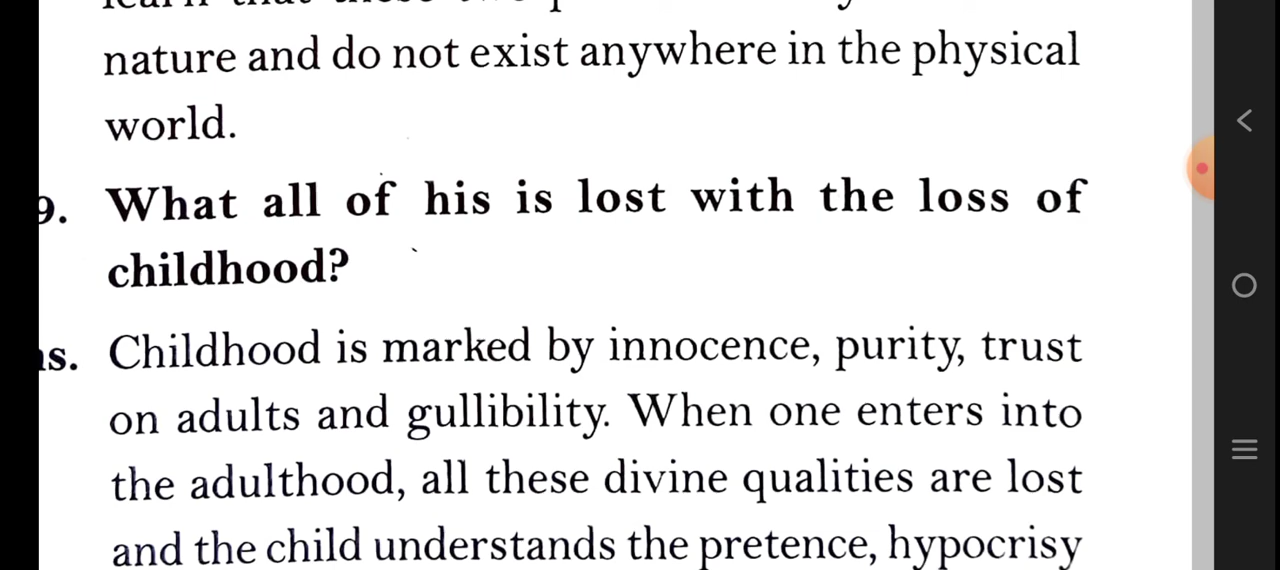 nature and do not exist anywhere in the physical
world.
9. What all of his is lost with the loss of
childhood?
s. Childhood is marked by innocence, purity, trust
on adults and gullibility. When one enters into
the adulthood, all these divine qualities are lost
and the child understands the pretence, hypocrisy